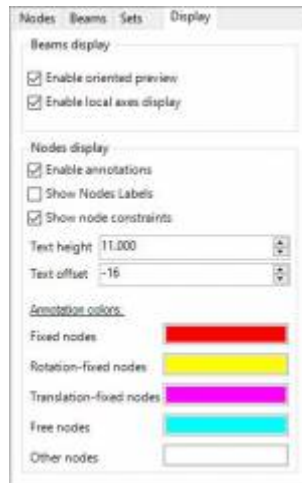 Nodes Beams Sets Display
Beams display
Enable oriented preview
Enable local axes display
Nodes display
Enable annotations
Show Nodes Labels
Show node constraints
Text height 11.000
Text offset -16
Annotation colors:
Fixed nodes
Rotation-fixed nodes
Translation-fixed nodes
Free nodes
Other nodes